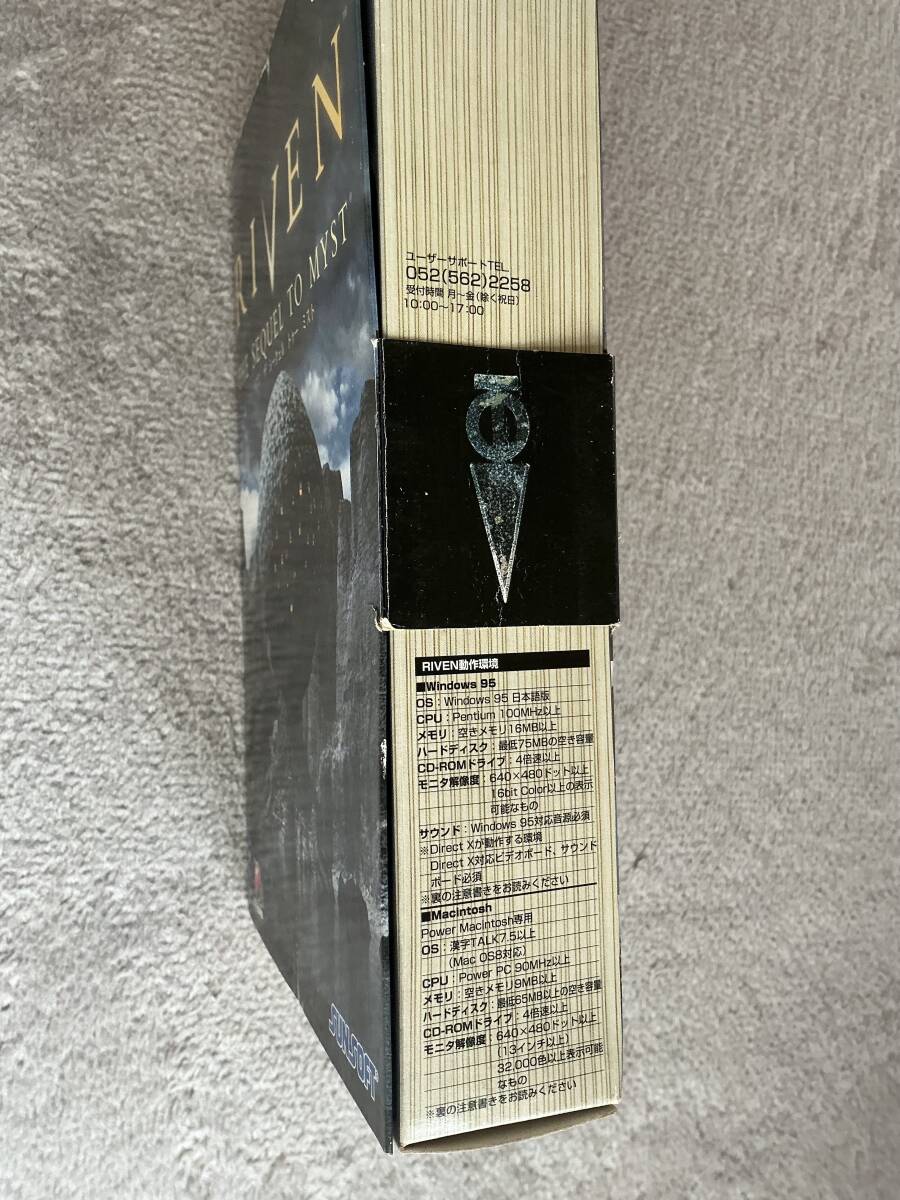 RIVEN
SEQUEL TO MYST
シークェル トゥー ミスト
SUNSOFT
ユーザーサポートTEL
052(562)2258
受付時間 月~金(除く祝日)
10:00~17:00
RIVEN動作環境
■Windows 95
OS:Windows 95 日本語版
CPU:Pentium 100MHz以上
メモリ:空きメモリ16MB以上
ハードディスク:最低75MBの空き容量
CD-ROMドライブ:4倍速以上
モニタ解像度:640×480ドット以上
16bit Color以上の表示
可能なもの
サウンド:Windows 95対応音源必須
※Direct Xが動作する環境
Direct X対応ビデオボード、サウンド
ボード必須
※裏の注意書きをお読みください
■Macintosh
Power Macintosh専用
OS:漢字TALK7.5以上
(Mac OS8対応)
CPU:Power PC 90MHz以上
メモリ:空きメモリ9MB以上
ハードディスク:最低65MB以上の空き容量
CD-ROMドライブ:4倍速以上
モニタ解像度:640×480ドット以上
(13インチ以上)
32,000色以上表示可能
なもの
※裏の注意書きをお読みください